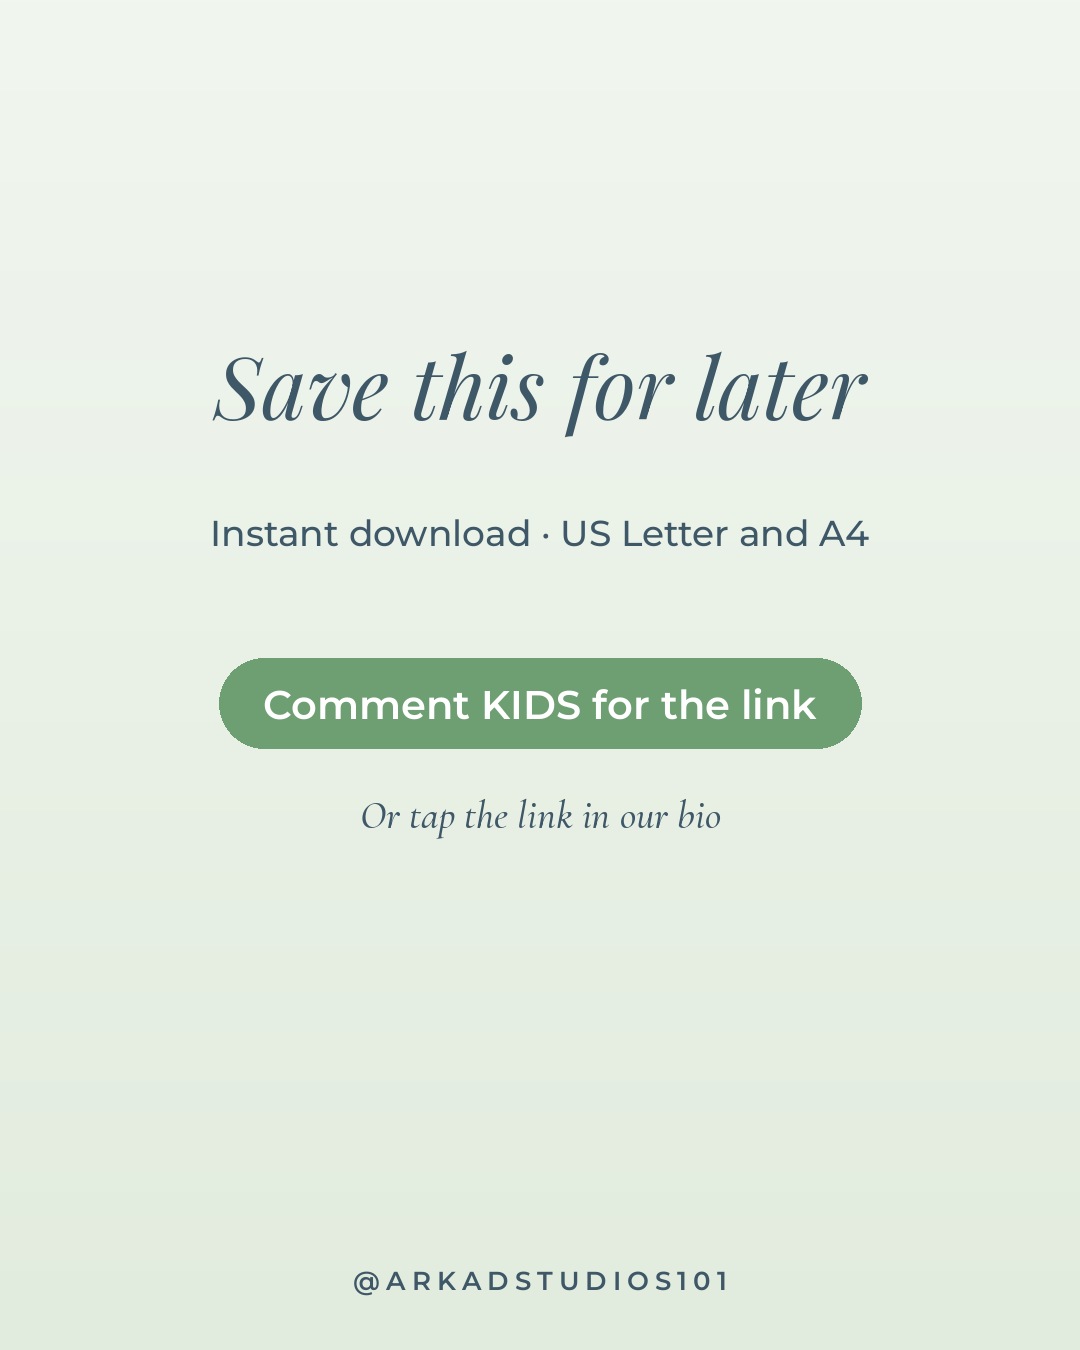 Save this for later
Instant download · US Letter and A4
Comment KIDS for the link
Or tap the link in our bio
@ARKADSTUDIOS101